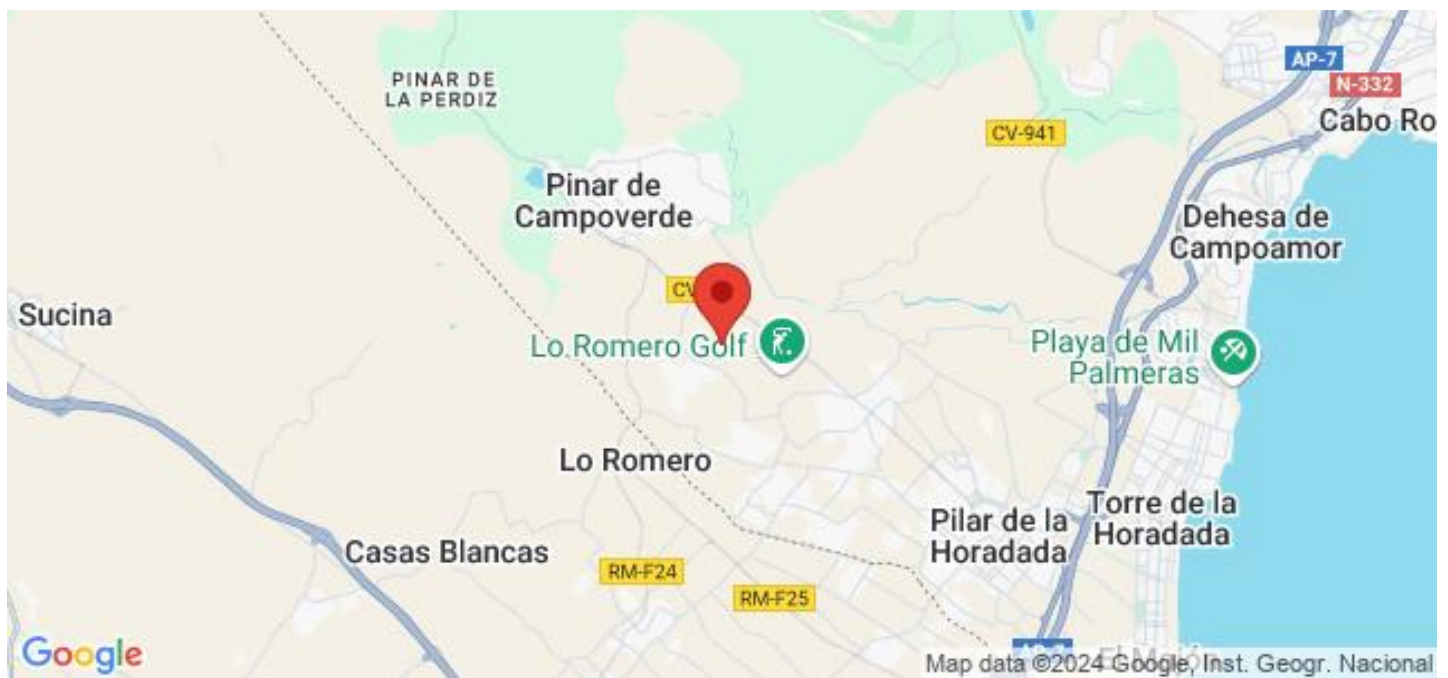 AP-7
N-332
PINAR DE
LA PERDIZ
Cabo Ro
CV-941
Pinar de
Campoverde
Dehesa de
Campoamor
CV
Sucina
Lo Romero Golf
Playa de Mil
Palmeras
Lo Romero
Torre de la
Horadada
Pilar de la
Horadada
Casas Blancas
RM-F24
RM-F25
Google
Map data ©2024 Google, Inst. Geogr. Nacional